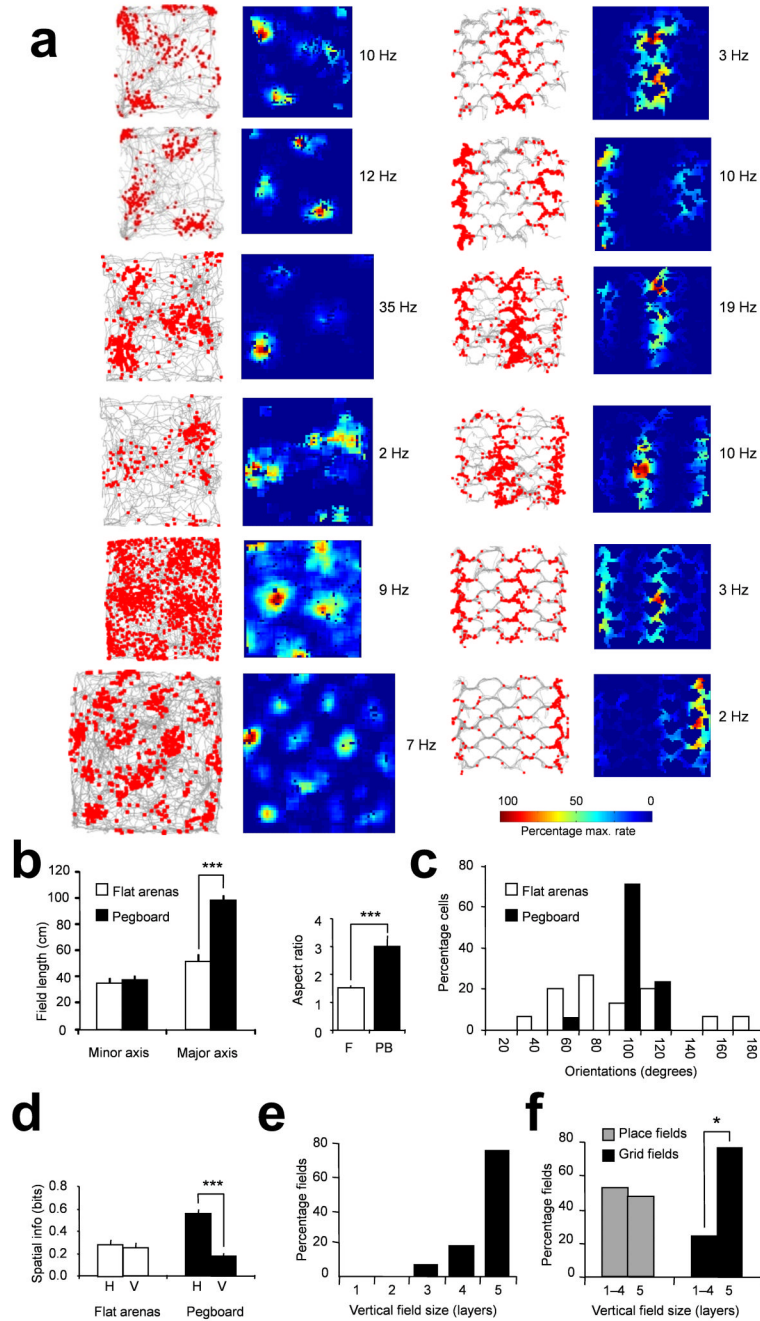 a
10 Hz
3 Hz
12 Hz
10 Hz
35 Hz
19 Hz
2 Hz
10 Hz
9 Hz
3 Hz
7 Hz
2 Hz
100 50 0
Percentage max. rate
b
Field length (cm)
120
100
80
60
40
20
0
Flat arenas
Pegboard
***
Minor axis Major axis
Aspect ratio
4
3
2
1
0
***
F PB
c
Percentage cells
80
60
40
20
0
Flat arenas
Pegboard
20 40 60 80 100 120 140 160 180
Orientations (degrees)
d
Spatial info (bits)
0.8
0.6
0.4
0.2
0.0
***
H V H V
Flat arenas Pegboard
e
Percentage fields
80
60
40
20
0
1 2 3 4 5
Vertical field size (layers)
f
Percentage fields
80
60
40
20
0
Place fields
Grid fields
*
1–4 5 1–4 5
Vertical field size (layers)